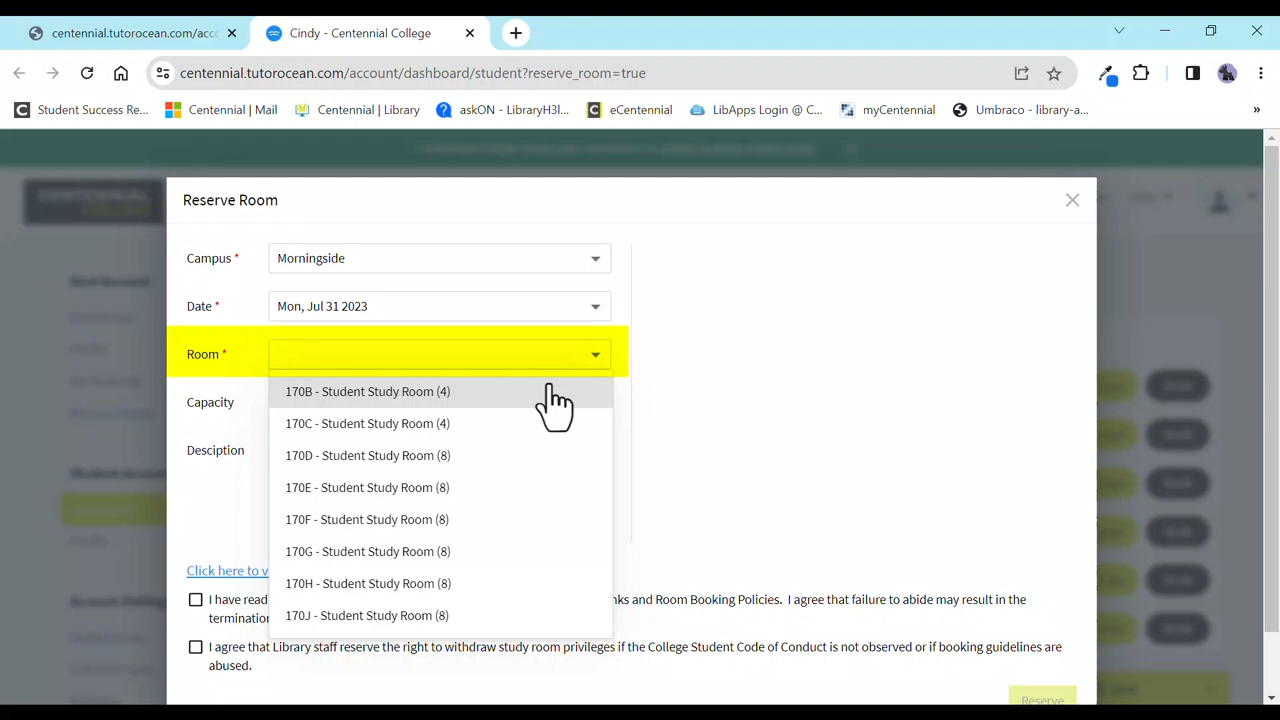 centennial.tutorocean.com/acc
Cindy - Centennial College
centennial.tutorocean.com/account/dashboard/student?reserve_room=true
Student Success Re...
Centennial | Mail
Centennial | Library
askON - LibraryH3l...
eCentennial
LibApps Login @ C...
myCentennial
Umbraco - library-a...
»
CENTENNIAL
COLLEGE
Reserve Room
Campus *
Morningside
Date *
Mon, Jul 31 2023
Room *
170B - Student Study Room (4)
Capacity
170C - Student Study Room (4)
Desciption
170D - Student Study Room (8)
170E - Student Study Room (8)
170F - Student Study Room (8)
170G - Student Study Room (8)
170H - Student Study Room (8)
170J - Student Study Room (8)
Click here to v
I have read nks and Room Booking Policies. I agree that failure to abide may result in the
termination
I agree that Library staff reserve the right to withdraw study room privileges if the College Student Code of Conduct is not observed or if booking guidelines are
abused.
Reserve